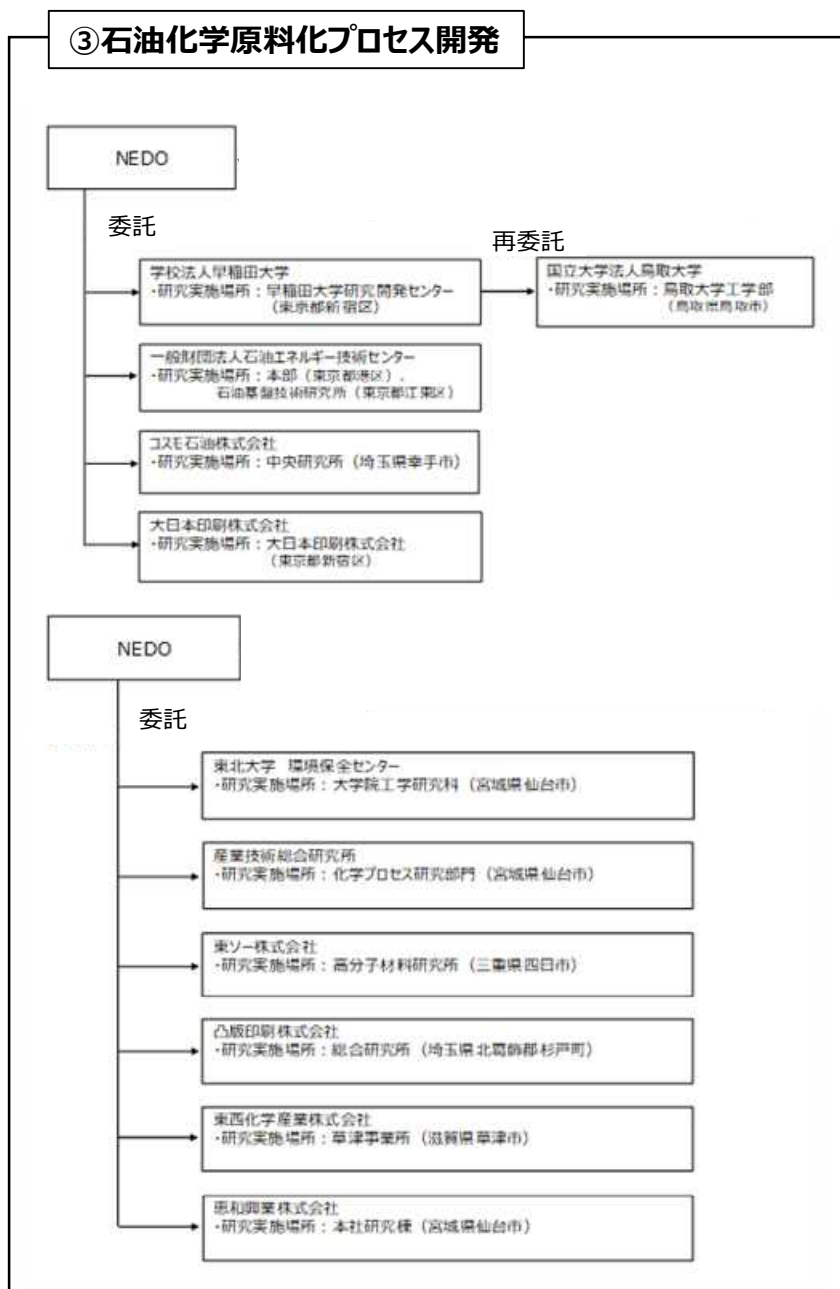 ③石油化学原料化プロセス開発
NEDO
委託
学校法人早稲田大学
・研究実施場所：早稲田大学研究開発センター
（東京都新宿区）
再委託
国立大学法人鳥取大学
・研究実施場所：鳥取大学工学部
（鳥取県鳥取市）
一般財団法人石油エネルギー技術センター
・研究実施場所：本部（東京都港区）、
石油基盤技術研究所（東京都江東区）
コスモ石油株式会社
・研究実施場所：中央研究所（埼玉県幸手市）
大日本印刷株式会社
・研究実施場所：大日本印刷株式会社
（東京都新宿区）
NEDO
委託
東北大学　環境保全センター
・研究実施場所：大学院工学研究科（宮城県仙台市）
産業技術総合研究所
・研究実施場所：化学プロセス研究部門（宮城県仙台市）
東ソー株式会社
・研究実施場所：高分子材料研究所（三重県四日市）
凸版印刷株式会社
・研究実施場所：総合研究所（埼玉県北葛飾郡杉戸町）
東西化学産業株式会社
・研究実施場所：草津事業所（滋賀県草津市）
恵和興業株式会社
・研究実施場所：本社研究棟（宮城県仙台市）